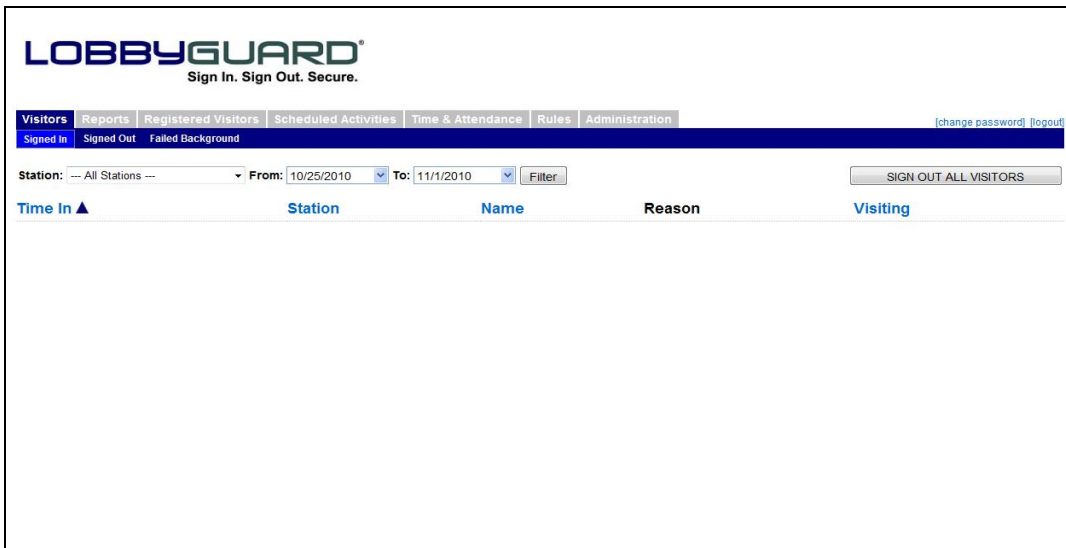 LOBBYGUARD®
Sign In. Sign Out. Secure.
Visitors Reports Registered Visitors Scheduled Activities Time & Attendance Rules Administration [change password] [logout]
Signed In Signed Out Failed Background
Station: --- All Stations --- From: 10/25/2010 To: 11/1/2010 Filter SIGN OUT ALL VISITORS
Time In ▲ Station Name Reason Visiting